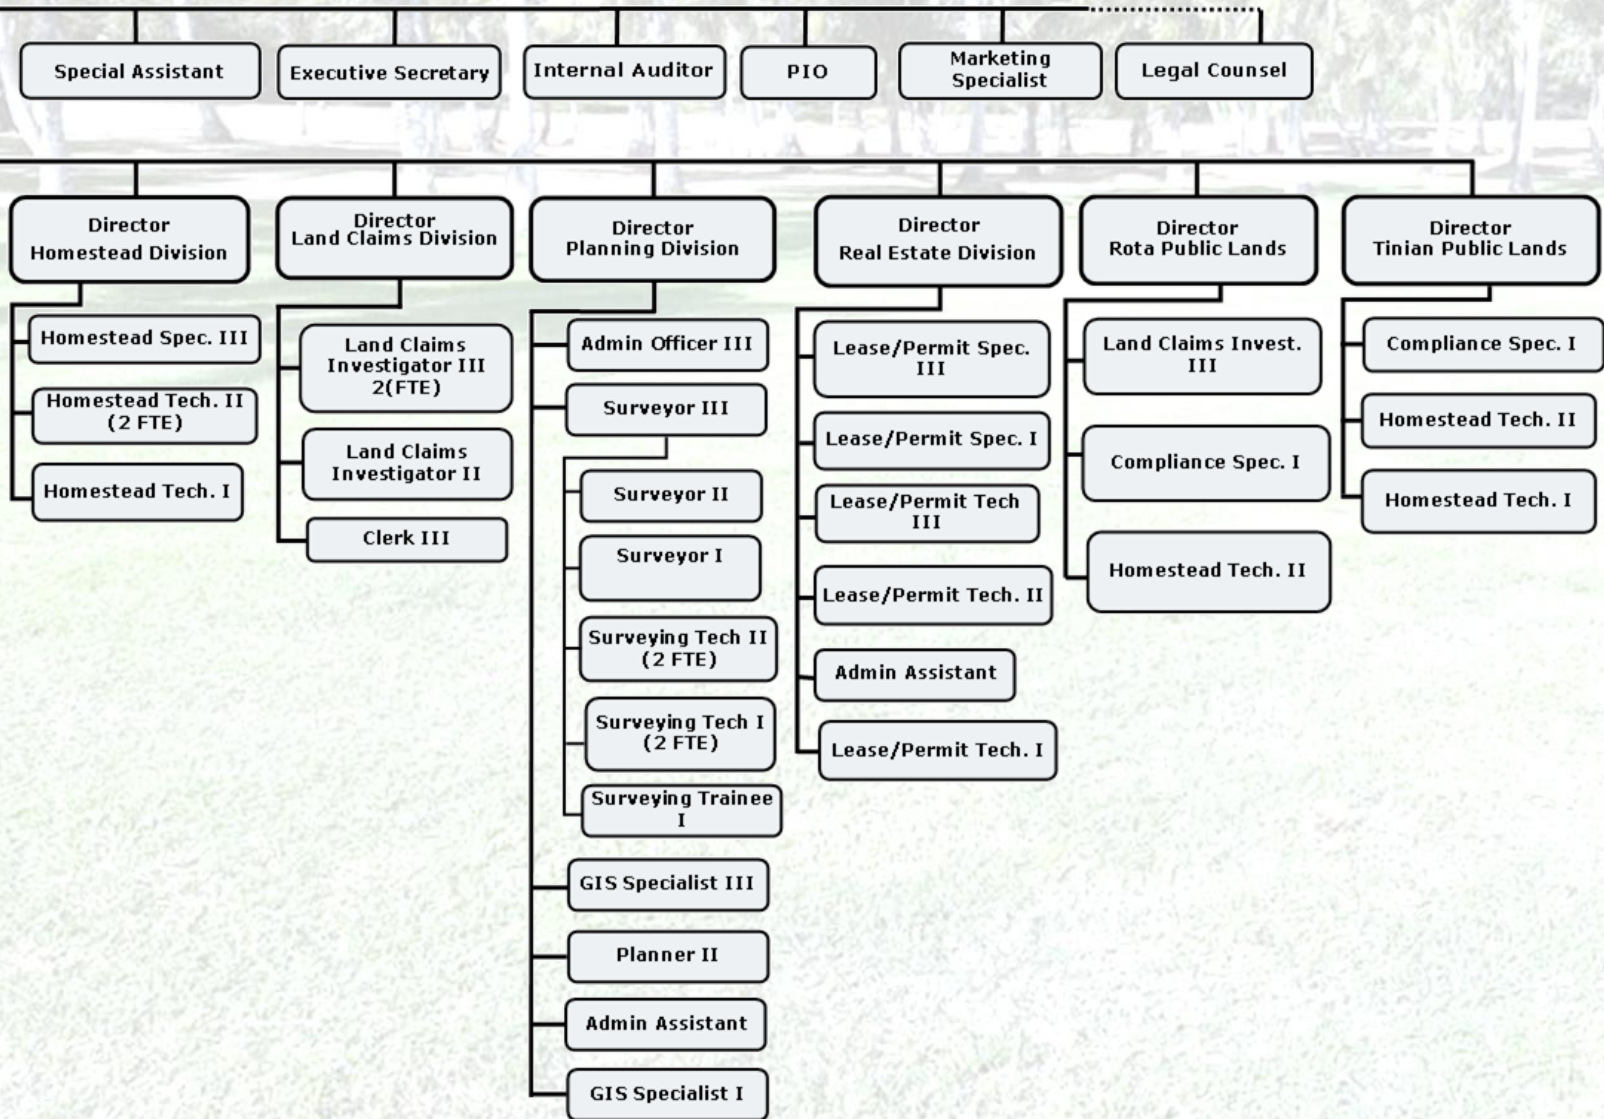 Special Assistant
Executive Secretary
Internal Auditor
PIO
Marketing
Specialist
Legal Counsel
Director
Homestead Division
Director
Land Claims Division
Director
Planning Division
Director
Real Estate Division
Director
Rota Public Lands
Director
Tinian Public Lands
Homestead Spec. III
Homestead Tech. II
(2 FTE)
Homestead Tech. I
Land Claims
Investigator III
2(FTE)
Land Claims
Investigator II
Clerk III
Admin Officer III
Surveyor III
Surveyor II
Surveyor I
Surveying Tech II
(2 FTE)
Surveying Tech I
(2 FTE)
Surveying Trainee
I
GIS Specialist III
Planner II
Admin Assistant
GIS Specialist I
Lease/Permit Spec.
III
Lease/Permit Spec. I
Lease/Permit Tech
III
Lease/Permit Tech. II
Admin Assistant
Lease/Permit Tech. I
Land Claims Invest.
III
Compliance Spec. I
Homestead Tech. II
Compliance Spec. I
Homestead Tech. II
Homestead Tech. I